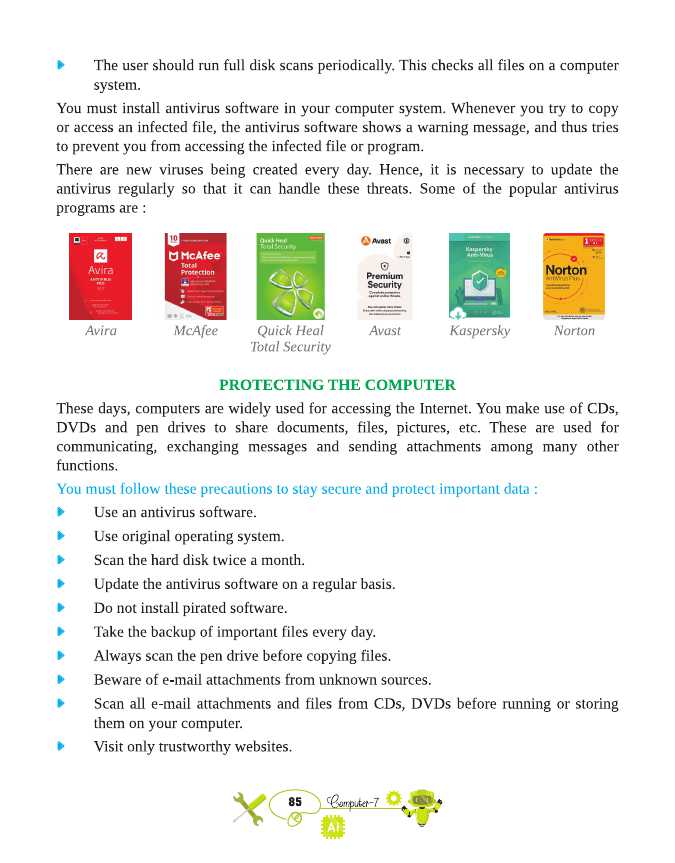 The user should run full disk scans periodically. This checks all files on a computer
system.
You must install antivirus software in your computer system. Whenever you try to copy
or access an infected file, the antivirus software shows a warning message, and thus tries
to prevent you from accessing the infected file or program.
There are new viruses being created every day. Hence, it is necessary to update the
antivirus regularly so that it can handle these threats. Some of the popular antivirus
programs are :
Avira
McAfee
Total
Protection
Quick Heal
Total Security
Avast
Premium
Security
Kaspersky
Anti-Virus
Norton
Avira McAfee Quick Heal Avast Kaspersky Norton
Total Security
PROTECTING THE COMPUTER
These days, computers are widely used for accessing the Internet. You make use of CDs,
DVDs and pen drives to share documents, files, pictures, etc. These are used for
communicating, exchanging messages and sending attachments among many other
functions.
You must follow these precautions to stay secure and protect important data :
Use an antivirus software.
Use original operating system.
Scan the hard disk twice a month.
Update the antivirus software on a regular basis.
Do not install pirated software.
Take the backup of important files every day.
Always scan the pen drive before copying files.
Beware of e-mail attachments from unknown sources.
Scan all e-mail attachments and files from CDs, DVDs before running or storing
them on your computer.
Visit only trustworthy websites.
85 Computer-7
AI